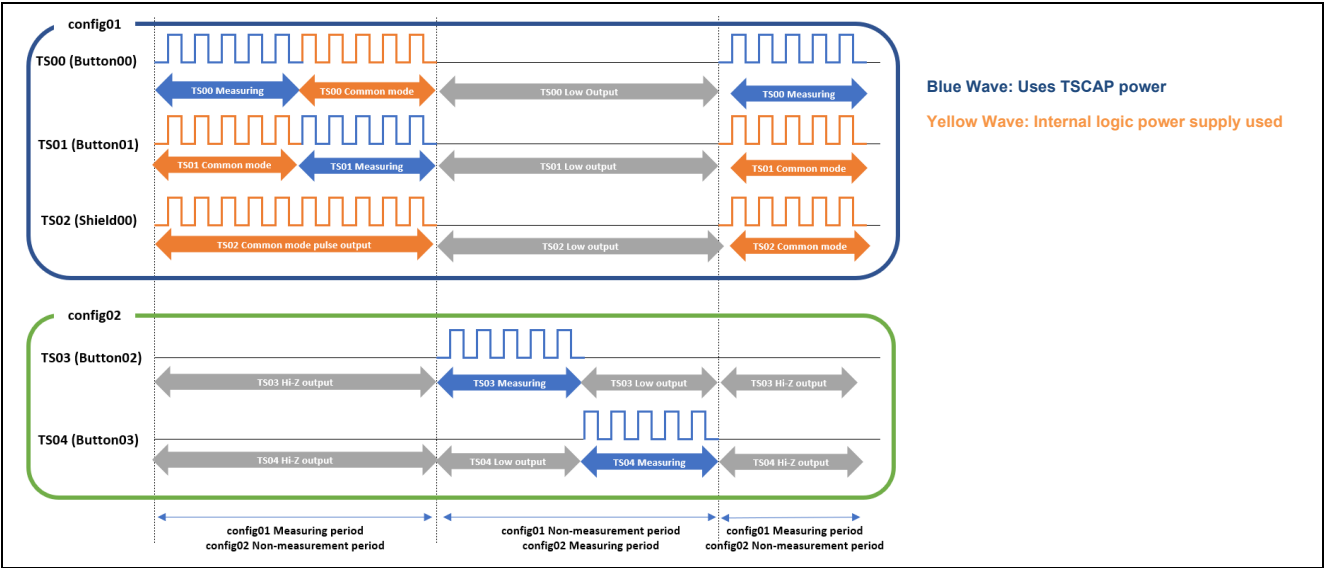 config01
TS00 (Button00)
TS00 Measuring
TS00 Common mode
TS00 Low Output
TS00 Measuring
TS01 (Button01)
TS01 Common mode
TS01 Measuring
TS01 Low output
TS01 Common mode
TS02 (Shield00)
TS02 Common mode pulse output
TS02 Low output
TS02 Common mode
Blue Wave: Uses TSCAP power
Yellow Wave: Internal logic power supply used
config02
TS03 (Button02)
TS03 Hi-Z output
TS03 Measuring
TS03 Low output
TS03 Hi-Z output
TS04 (Button03)
TS04 Hi-Z output
TS04 Low output
TS04 Measuring
TS04 Hi-Z output
config01 Measuring period
config02 Non-measurement period
config01 Non-measurement period
config02 Measuring period
config01 Measuring period
config02 Non-measurement period